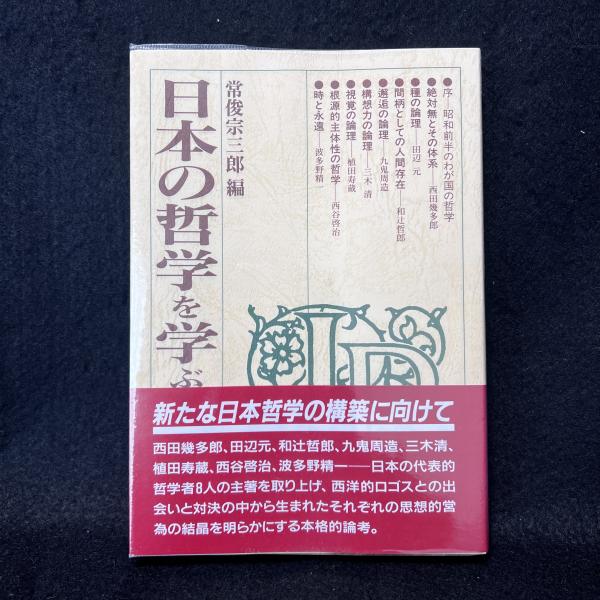 ●序—昭和前半のわが国の哲学
●絶対無とその体系—西田幾多郎
●種の論理—田辺 元
●間柄としての人間存在—和辻哲郎
●邂逅の論理—九鬼周造
●構想力の論理—三木 清
●視覚の論理—植田寿蔵
●根源的主体性の哲学—西谷啓治
●時と永遠—波多野精
常俊宗三郎 編
日本の哲学を学ぶ
新たな日本哲学の構築に向けて
西田幾多郎、田辺元、和辻哲郎、九鬼周造、三木清、
植田寿蔵、西谷啓治、波多野精一——日本の代表的
哲学者8人の主著を取り上げ、西洋的ロゴスとの出
会いと対決の中から生まれたそれぞれの思想的営
為の結晶を明らかにする本格的論考。